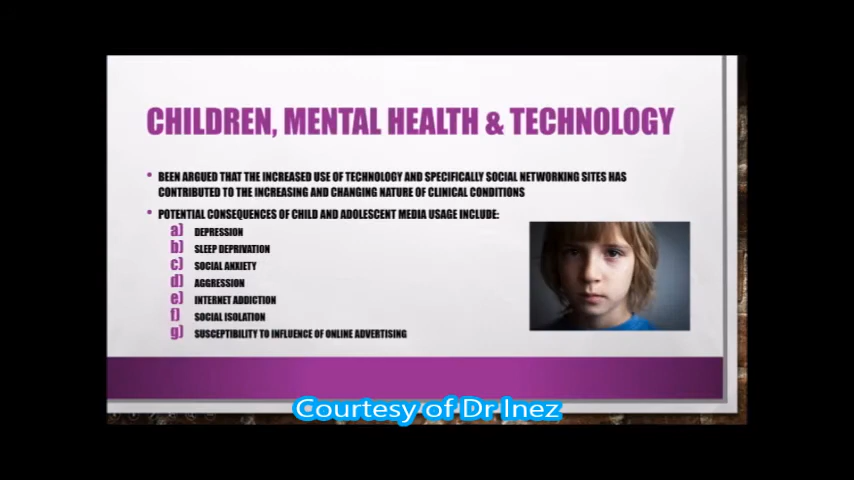 CHILDREN, MENTAL HEALTH & TECHNOLOGY
• BEEN ARGUED THAT THE INCREASED USE OF TECHNOLOGY AND SPECIFICALLY SOCIAL NETWORKING SITES HAS
CONTRIBUTED TO THE INCREASING AND CHANGING NATURE OF CLINICAL CONDITIONS
• POTENTIAL CONSEQUENCES OF CHILD AND ADOLESCENT MEDIA USAGE INCLUDE:
a) DEPRESSION
b) SLEEP DEPRIVATION
c) SOCIAL ANXIETY
d) AGGRESSION
e) INTERNET ADDICTION
f) SOCIAL ISOLATION
g) SUSCEPTIBILITY TO INFLUENCE OF ONLINE ADVERTISING
Courtesy of Dr Inez